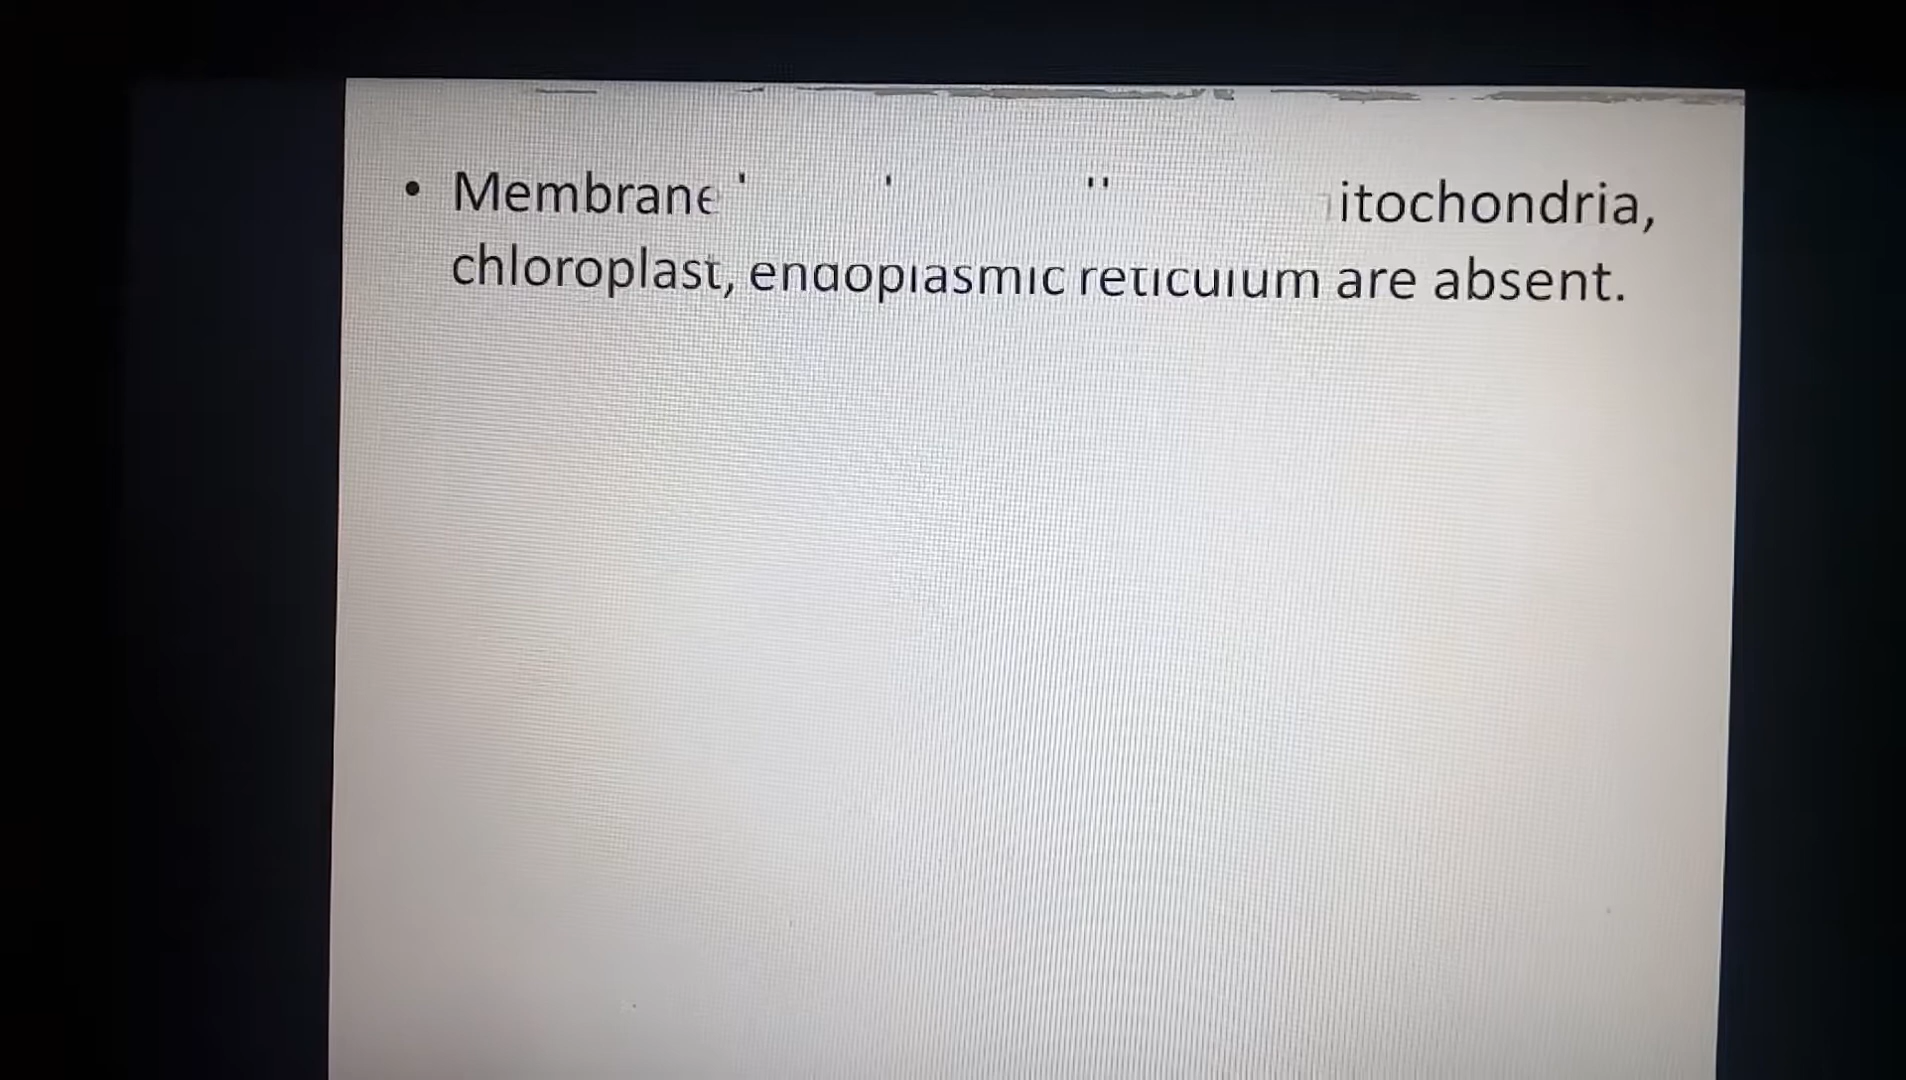 • Membrane itochondria,
chloroplast, endoplasmic reticulum are absent.